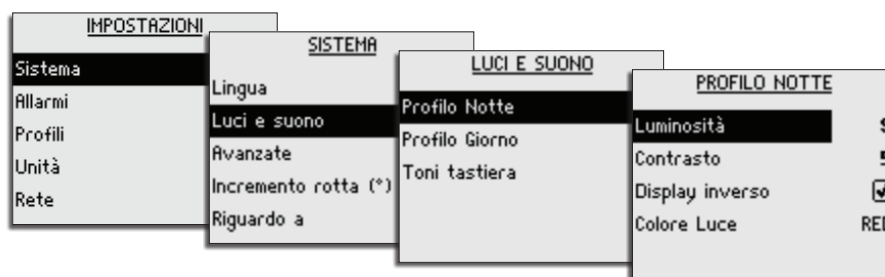 IMPOSTAZIONI
Sistema
Allarmi
Profili
Unità
Rete
SISTEMA
Lingua
Luci e suono
Avanzate
Incremento rotta (°)
Riguardo a
LUCI E SUONO
Profilo Notte
Profilo Giorno
Toni tastiera
PROFILO NOTTE
Luminosità
Contrasto
Display inverso
Colore Luce